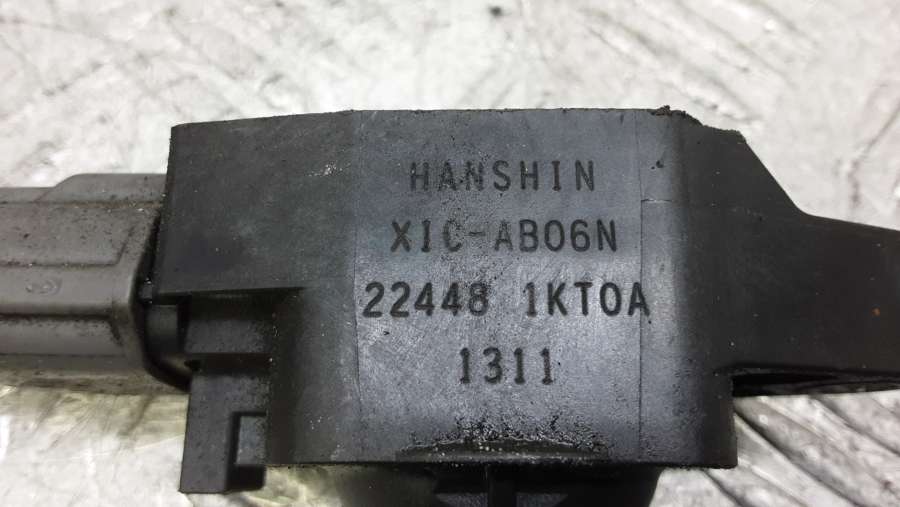 HANSHIN
XIC-AB06N
22448 1KT0A
1311